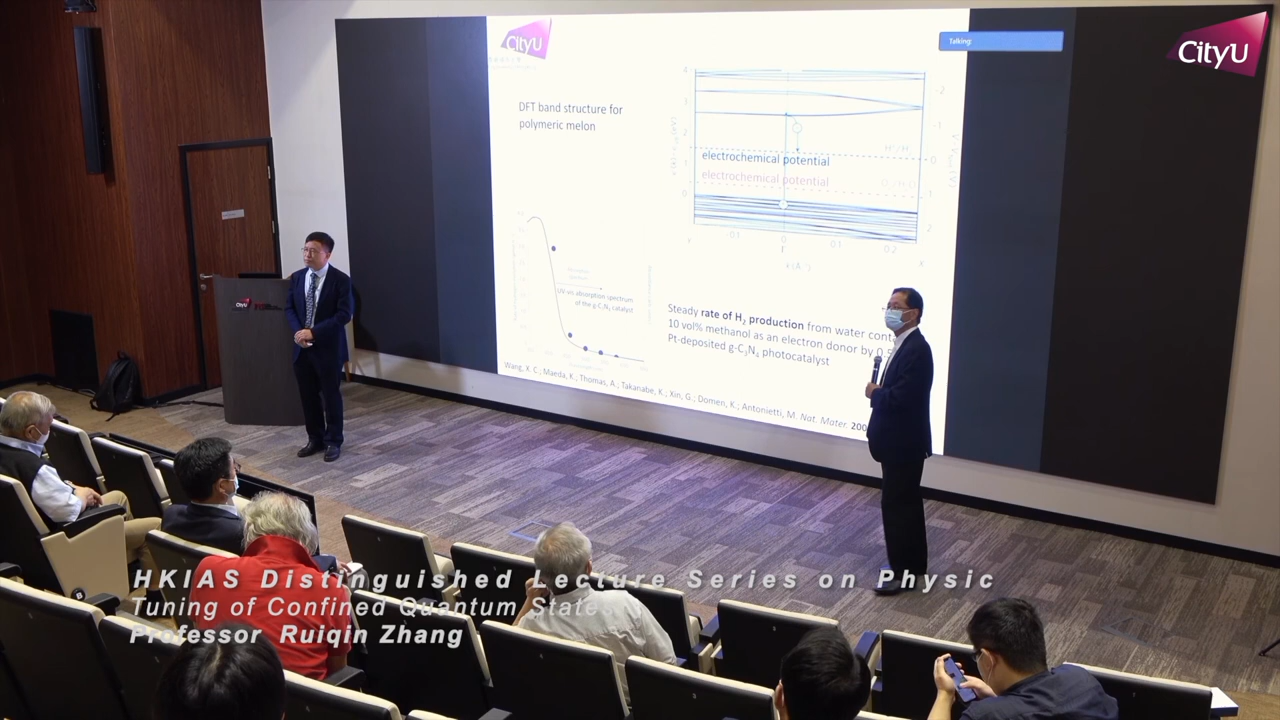 CityU
CityU
Talking:
DFT band structure for
polymeric melon
electrochemical potential
electrochemical potential
UV-vis absorption spectrum
of the g-C₃N₄ catalyst
Steady rate of H₂ production from water
10 vol% methanol as an electron donor by
Pt-deposited g-C₃N₄ photocatalyst
Wang, X. C.; Maeda, K.; Thomas, A.; Takanabe, K.; Xin, G.; Domen, K.; Antonietti, M. Nat. Mater.
CityU
HKIAS Distinguished Lecture Series on Physic
Tuning of Confined Quantum States
Professor Ruiqin Zhang